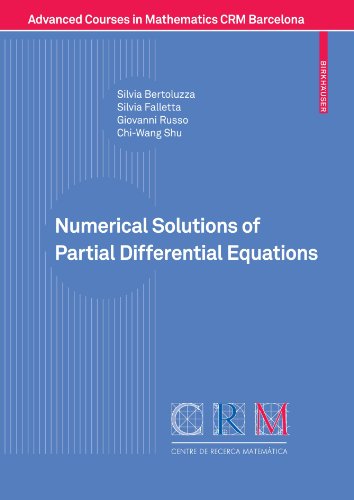 Advanced Courses in Mathematics CRM Barcelona
BIRKHAUSER
Silvia Bertoluzza
Silvia Falletta
Giovanni Russo
Chi-Wang Shu
Numerical Solutions of
Partial Differential Equations
CRM
CENTRE DE RECERCA MATEMÀTICA